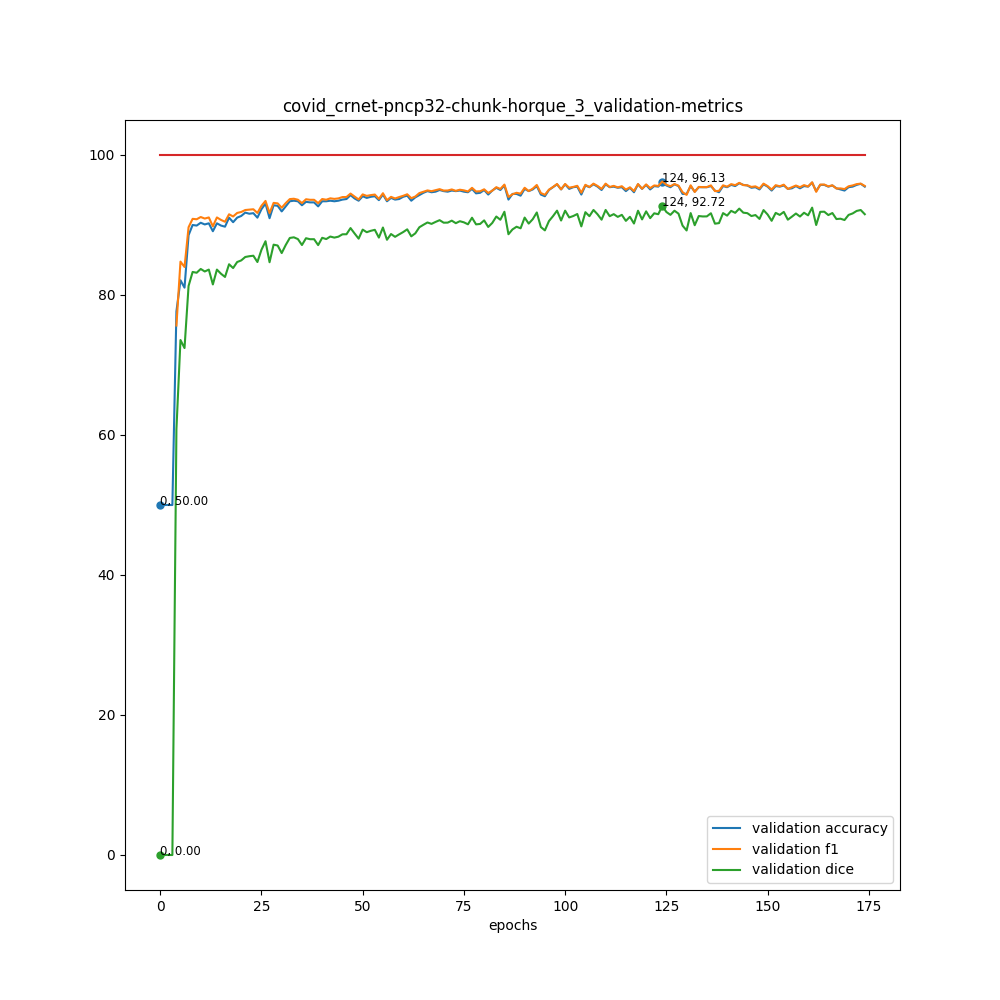 covid_crnet-pncp32-chunk-horque_3_validation-metrics
100
124, 96.13
124, 92.72
80
60
0, 50.00
40
20
validation accuracy
validation f1
0, 0.00
0
validation dice
0 25 50 75 100 125 150 175
epochs